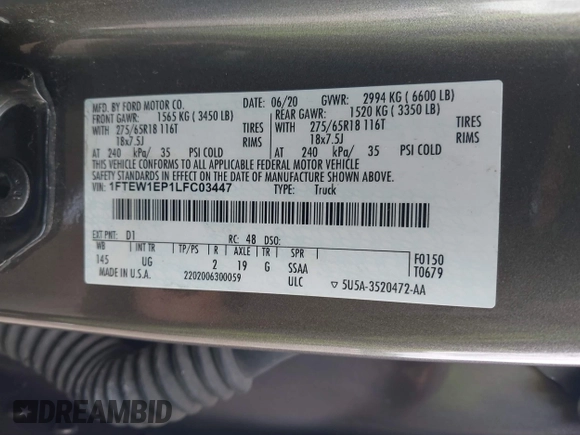 MFD. BY FORD MOTOR CO.
DATE: 06/20 GVWR: 2994 KG ( 6600 LB)
FRONT GAWR: 1565 KG ( 3450 LB)
REAR GAWR: 1520 KG ( 3350 LB)
WITH 275/65R18 116T TIRES
WITH 275/65R18 116T TIRES
18x7.5J RIMS
18x7.5J RIMS
AT 240 kPa/ 35 PSI COLD
AT 240 kPa/ 35 PSI COLD
THIS VEHICLE CONFORMS TO ALL APPLICABLE FEDERAL MOTOR VEHICLE
SAFETY STANDARDS IN EFFECT ON THE DATE OF MANUFACTURE SHOWN ABOVE.
VIN: 1FTEW1EP1LFC03447
TYPE: Truck
EXT PNT: D1 RC: 48 DSO:
WB INT TR TP/PS R AXLE TR SPR
145 UG 2 19 G SSAA
F0150
T0679
MADE IN U.S.A. 2202006300059 ULC
5U5A-3520472-AA
DREAMBID